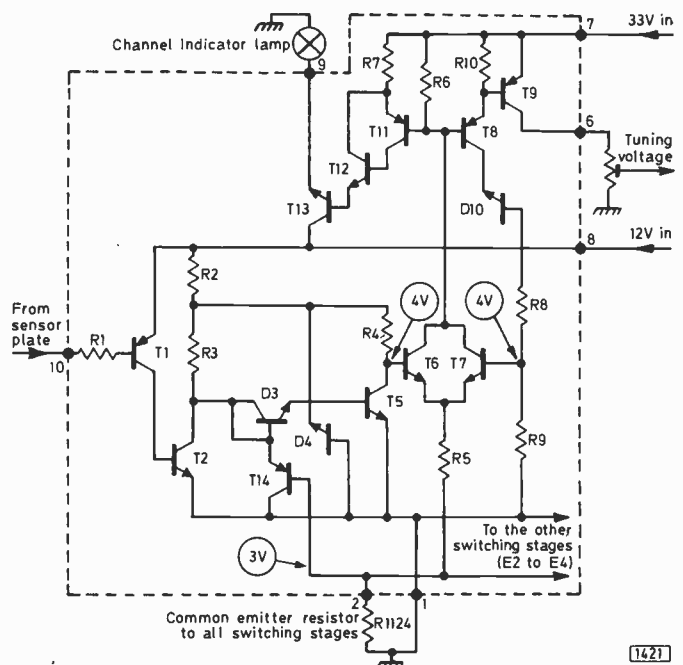 Channel Indicator lamp
9
7
33V in
R7
R6
R10
T9
6
T11
T8
Tuning
voltage
T12
D10
T13
8
12V in
R2
From
sensor
plate
R1
10
T1
R3
R4
4V
4V
R8
T6
T7
D3
T5
T2
D4
R5
R9
T14
3V
To the other
switching stages
(E2 to E4)
2
1
Common emitter resistor
to all switching stages
R1124
1421